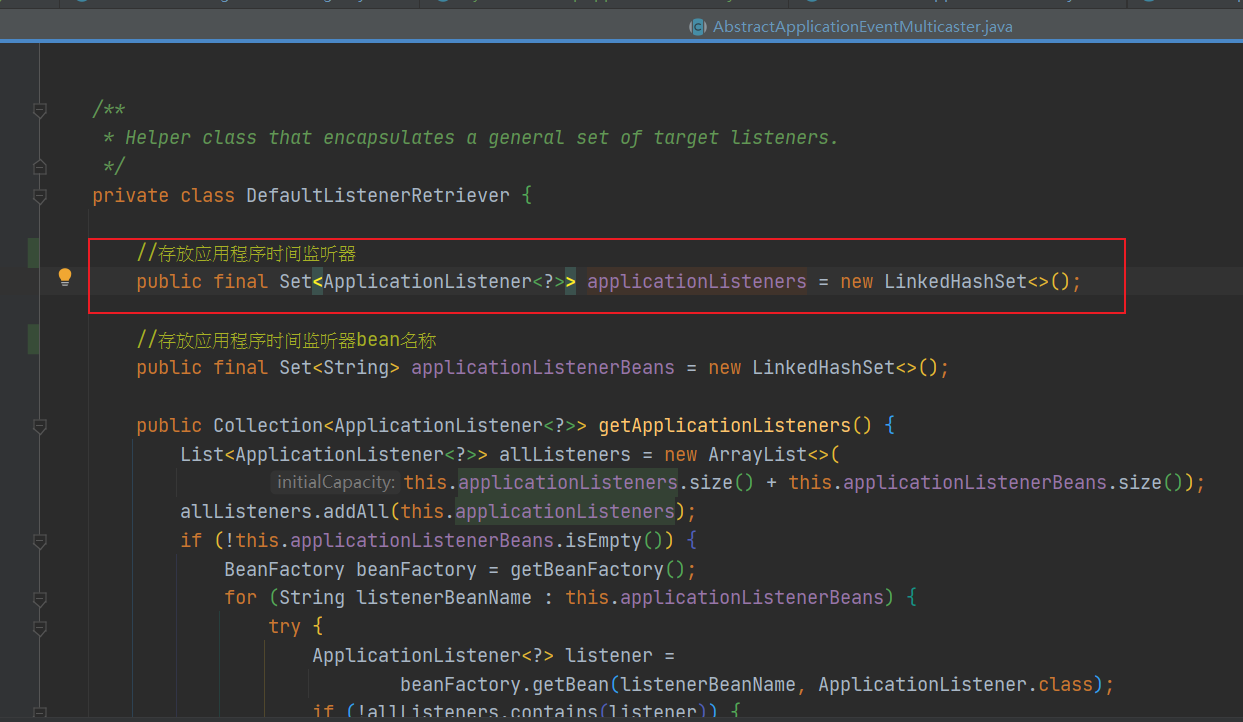 AbstractApplicationEventMulticaster.java
/**
* Helper class that encapsulates a general set of target listeners.
*/
private class DefaultListenerRetriever {
//存放应用程序时间监听器
public final Set<ApplicationListener<?>> applicationListeners = new LinkedHashSet<>();
//存放应用程序时间监听器bean名称
public final Set<String> applicationListenerBeans = new LinkedHashSet<>();
public Collection<ApplicationListener<?>> getApplicationListeners() {
List<ApplicationListener<?>> allListeners = new ArrayList<>(
initialCapacity: this.applicationListeners.size() + this.applicationListenerBeans.size());
allListeners.addAll(this.applicationListeners);
if (!this.applicationListenerBeans.isEmpty()) {
BeanFactory beanFactory = getBeanFactory();
for (String listenerBeanName : this.applicationListenerBeans) {
try {
ApplicationListener<?> listener =
beanFactory.getBean(listenerBeanName, ApplicationListener.class);
if (!allListeners.contains(listener)) {